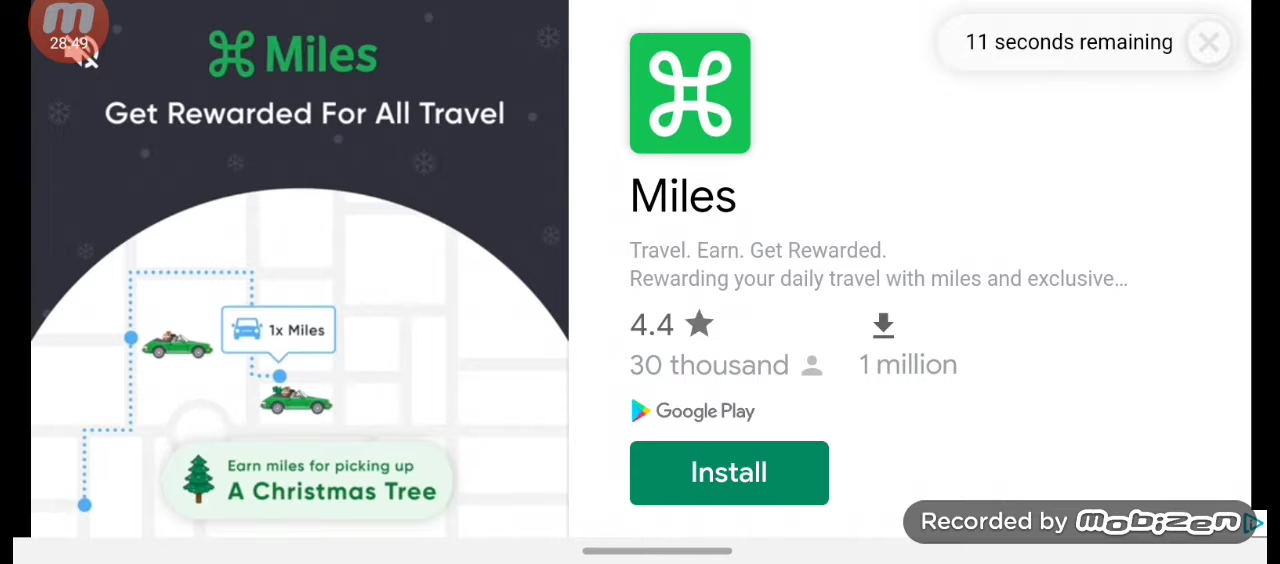 28:49
Miles
Get Rewarded For All Travel
1x Miles
Earn miles for picking up
A Christmas Tree
11 seconds remaining
Miles
Travel. Earn. Get Rewarded.
Rewarding your daily travel with miles and exclusive...
4.4
30 thousand
1 million
Google Play
Install
Recorded by MOBIZEN